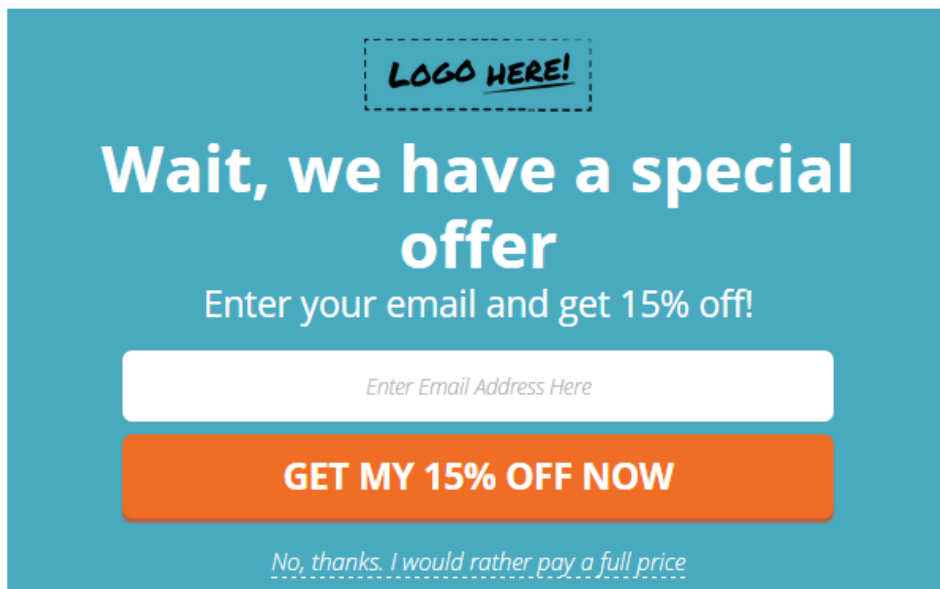 LOGO HERE!
Wait, we have a special
offer
Enter your email and get 15% off!
Enter Email Address Here
GET MY 15% OFF NOW
No, thanks. I would rather pay a full price